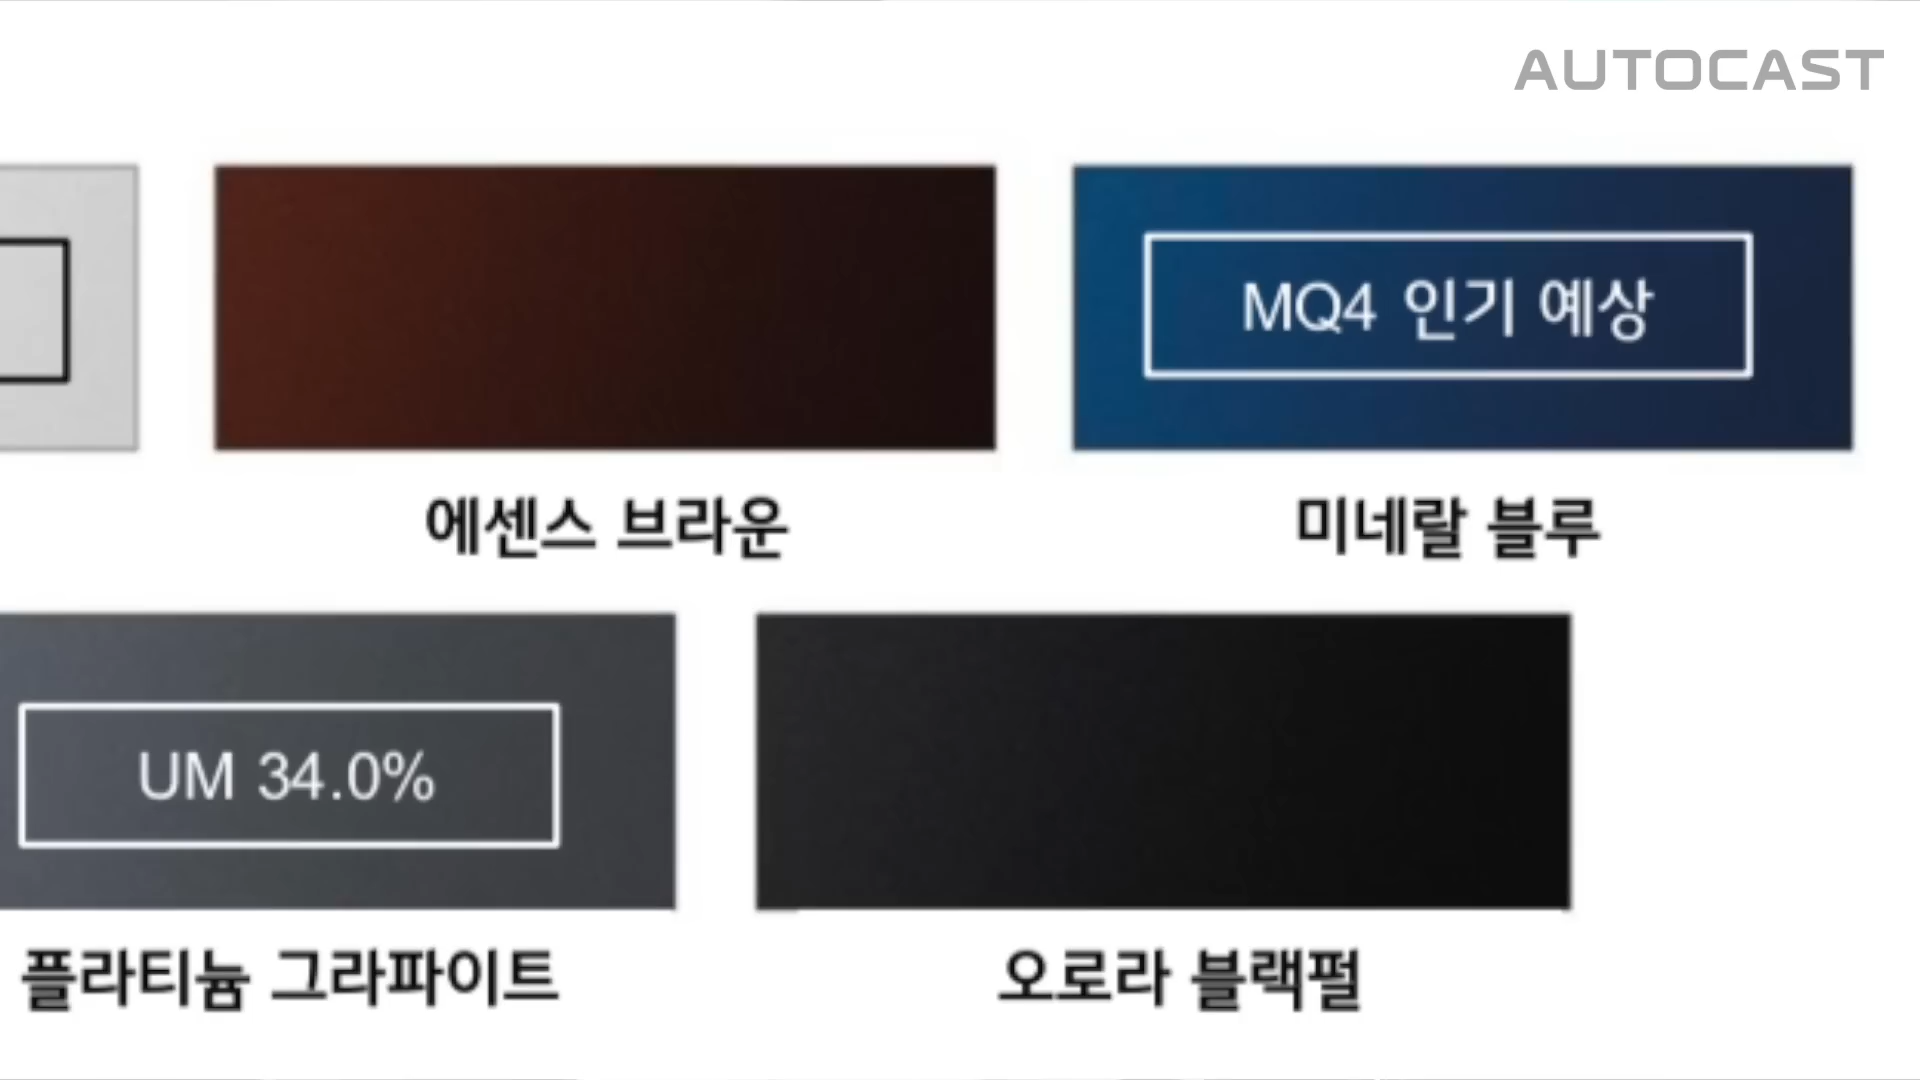 AUTOCAST
MQ4 인기 예상
에센스 브라운
미네랄 블루
UM 34.0%
플라티늄 그라파이트
오로라 블랙펄